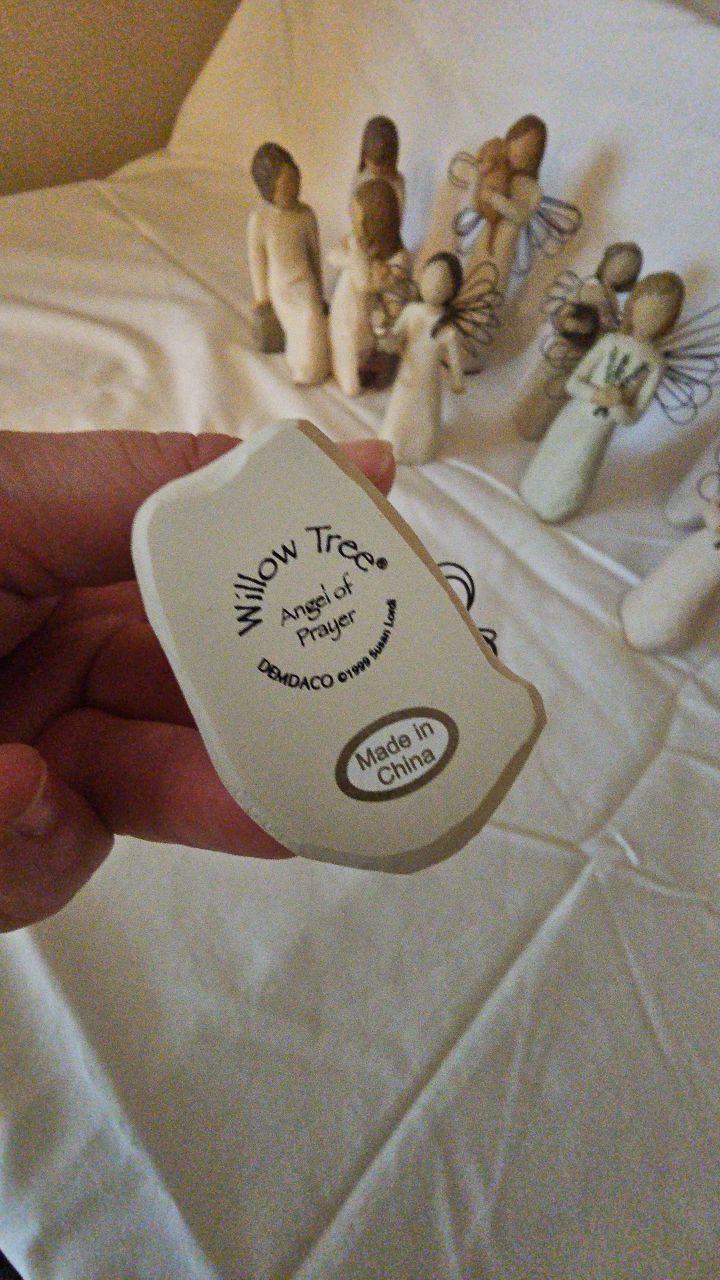 Willow Tree®
Angel of
Prayer
DEMDACO ©1999 Susan Lordi
Made in
China